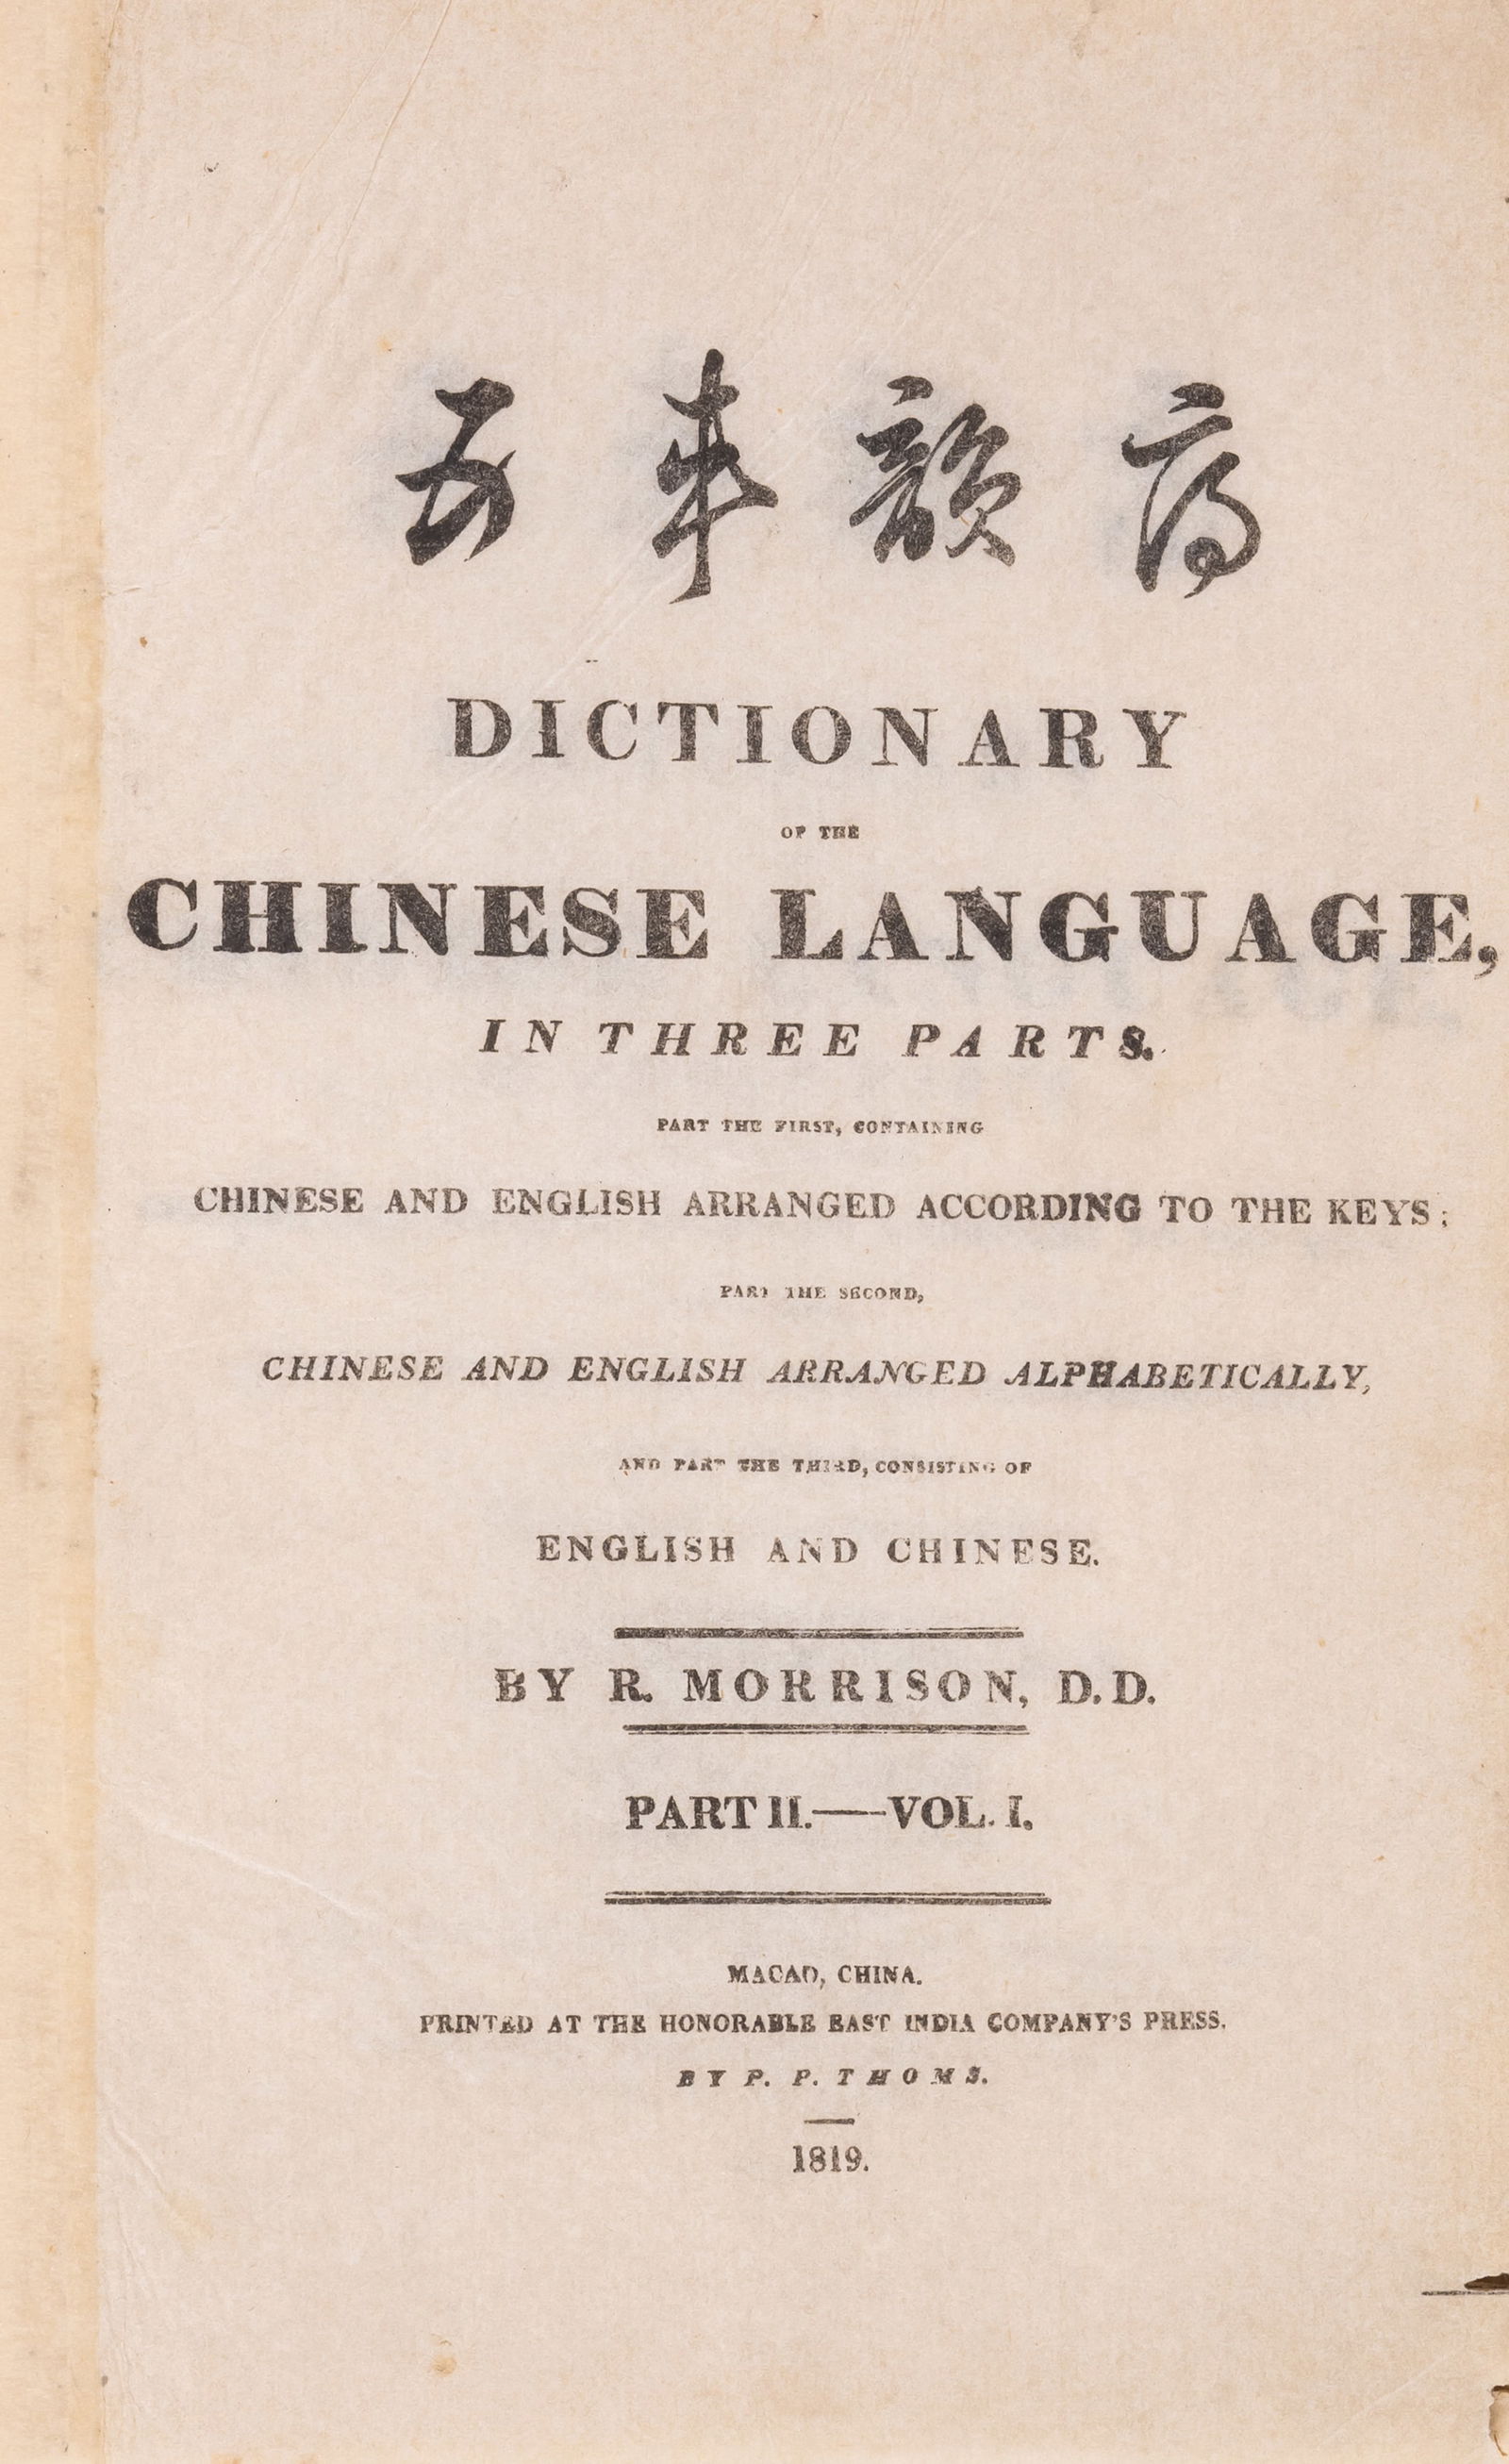 五車韻府
DICTIONARY
OF THE
CHINESE LANGUAGE,
IN THREE PARTS.
PART THE FIRST, CONTAINING
CHINESE AND ENGLISH ARRANGED ACCORDING TO THE KEYS;
PART THE SECOND,
CHINESE AND ENGLISH ARRANGED ALPHABETICALLY,
AND PART THE THIRD, CONSISTING OF
ENGLISH AND CHINESE.
BY R. MORRISON, D.D.
PART II.—VOL. I.
MACAO, CHINA.
PRINTED AT THE HONORABLE EAST INDIA COMPANY'S PRESS.
BY P. P. THOMS.
1819.